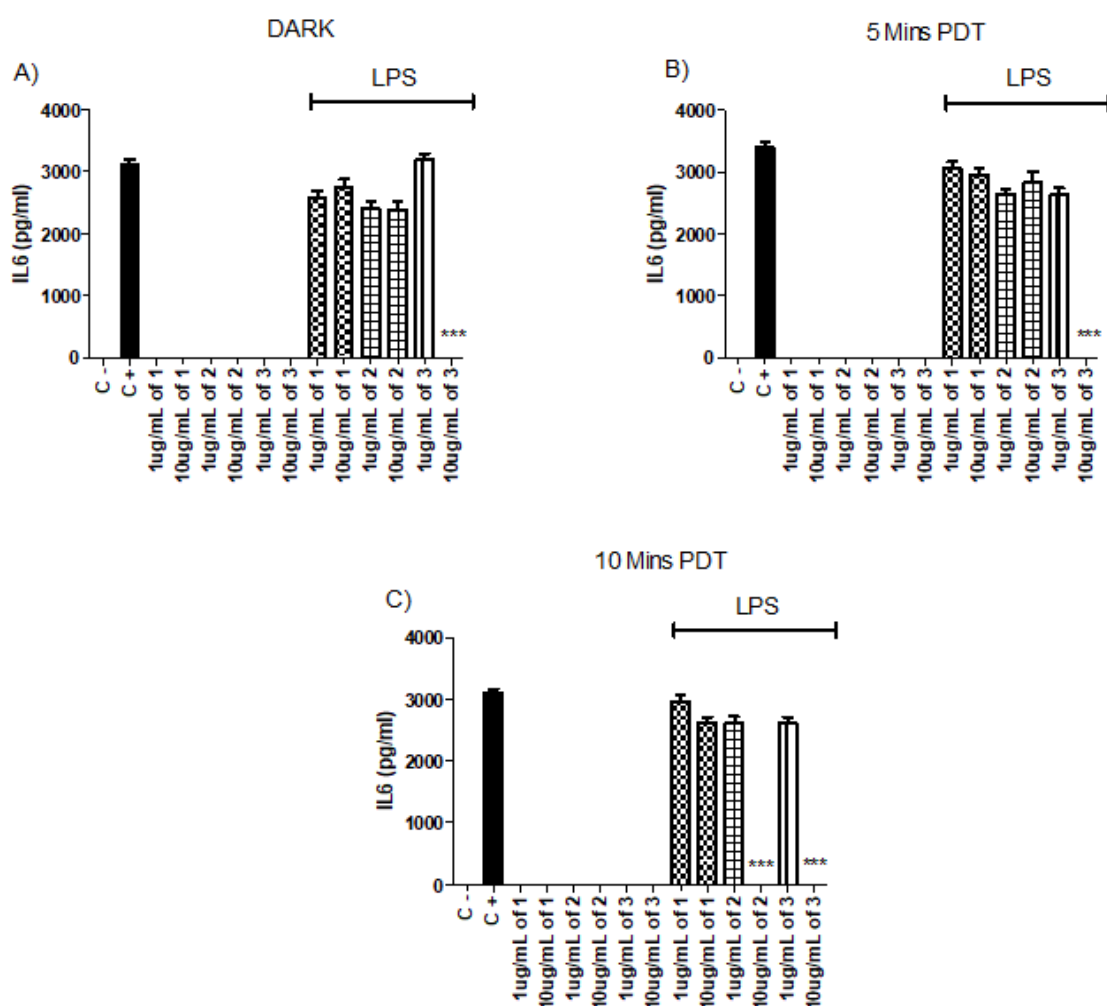 DARK
A)
LPS
IL6 (pg/ml)
4000
3000
2000
1000
0
***
C -
C +
1ug/mL of 1
10ug/mL of 1
1ug/mL of 2
10ug/mL of 2
1ug/mL of 3
10ug/mL of 3
1ug/mL of 1
10ug/mL of 1
1ug/mL of 2
10ug/mL of 2
1ug/mL of 3
10ug/mL of 3
5 Mins PDT
B)
LPS
IL6 (pg/ml)
4000
3000
2000
1000
0
***
C -
C +
1ug/mL of 1
10ug/mL of 1
1ug/mL of 2
10ug/mL of 2
1ug/mL of 3
10ug/mL of 3
1ug/mL of 1
10ug/mL of 1
1ug/mL of 2
10ug/mL of 2
1ug/mL of 3
10ug/mL of 3
10 Mins PDT
C)
LPS
IL6 (pg/ml)
4000
3000
2000
1000
0
***
***
C -
C +
1ug/mL of 1
10ug/mL of 1
1ug/mL of 2
10ug/mL of 2
1ug/mL of 3
10ug/mL of 3
1ug/mL of 1
10ug/mL of 1
1ug/mL of 2
10ug/mL of 2
1ug/mL of 3
10ug/mL of 3